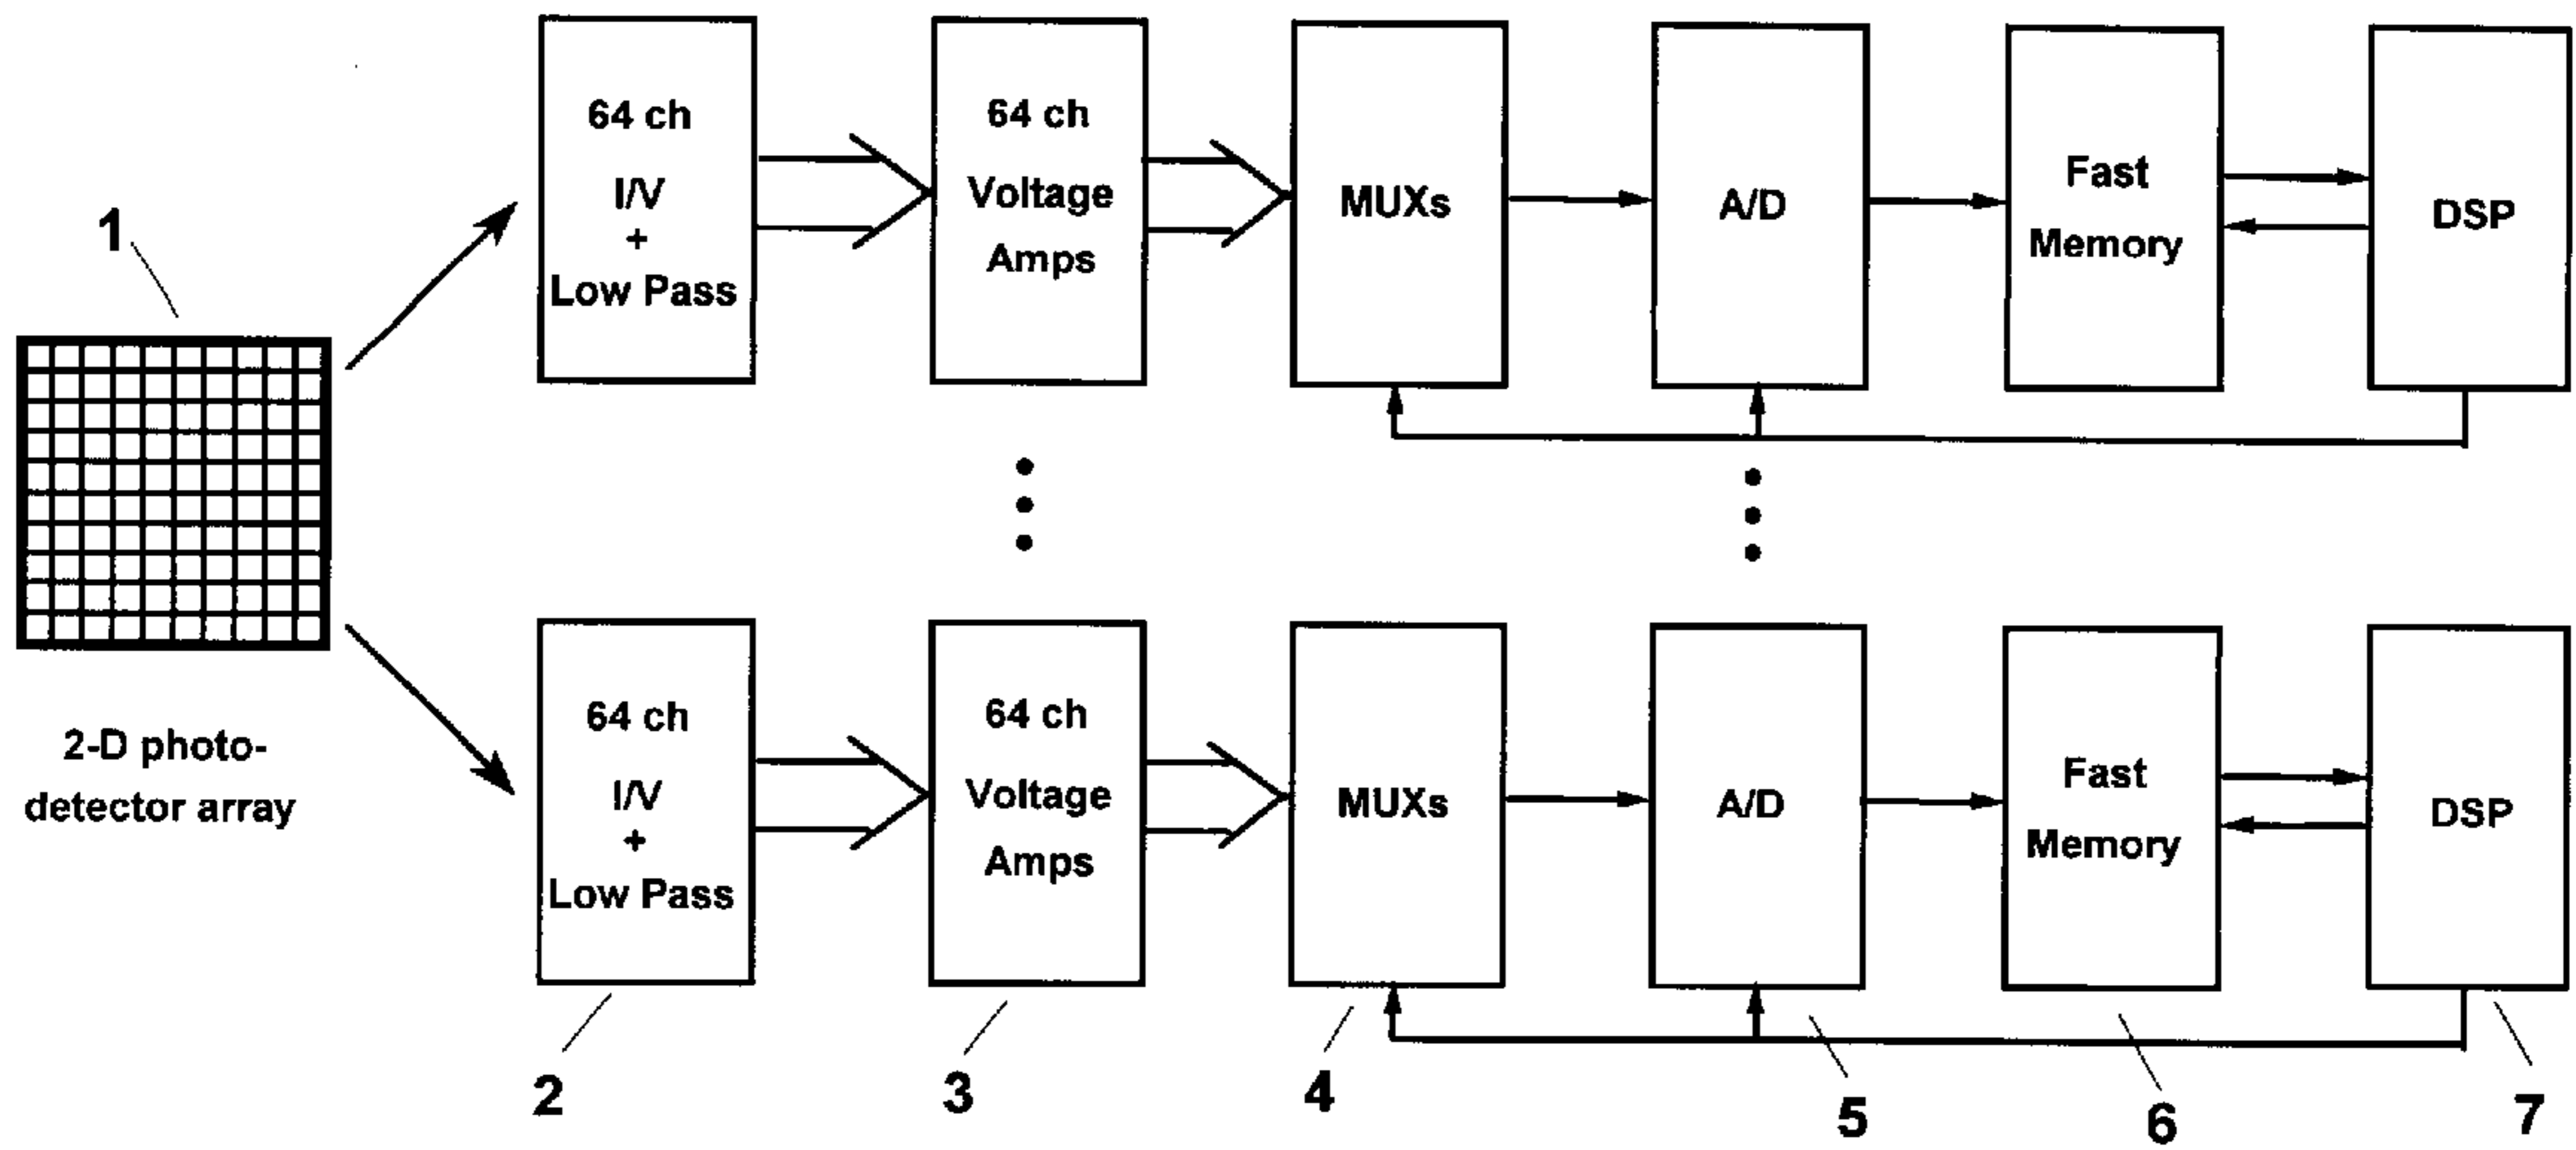 1
2-D photo-
detector array
64 ch
I/V
+
Low Pass
64 ch
Voltage
Amps
MUXs
A/D
Fast
Memory
DSP
64 ch
I/V
+
Low Pass
64 ch
Voltage
Amps
MUXs
A/D
Fast
Memory
DSP
2
3
4
5
6
7